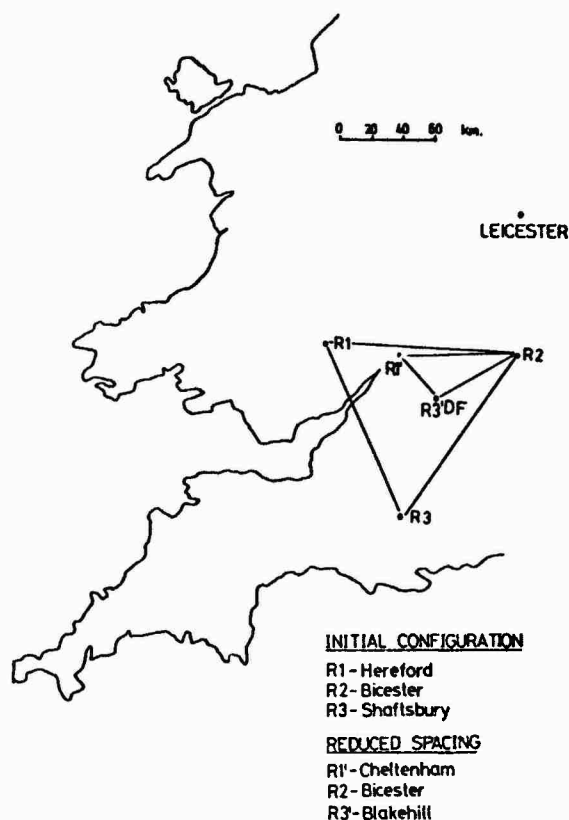 0 20 40 60 km.
LEICESTER
R1
R1'
R2
R3'DF
R3
INITIAL CONFIGURATION
R1-Hereford
R2-Bicester
R3-Shaftsbury
REDUCED SPACING
R1'-Cheltenham
R2-Bicester
R3'-Blakehill